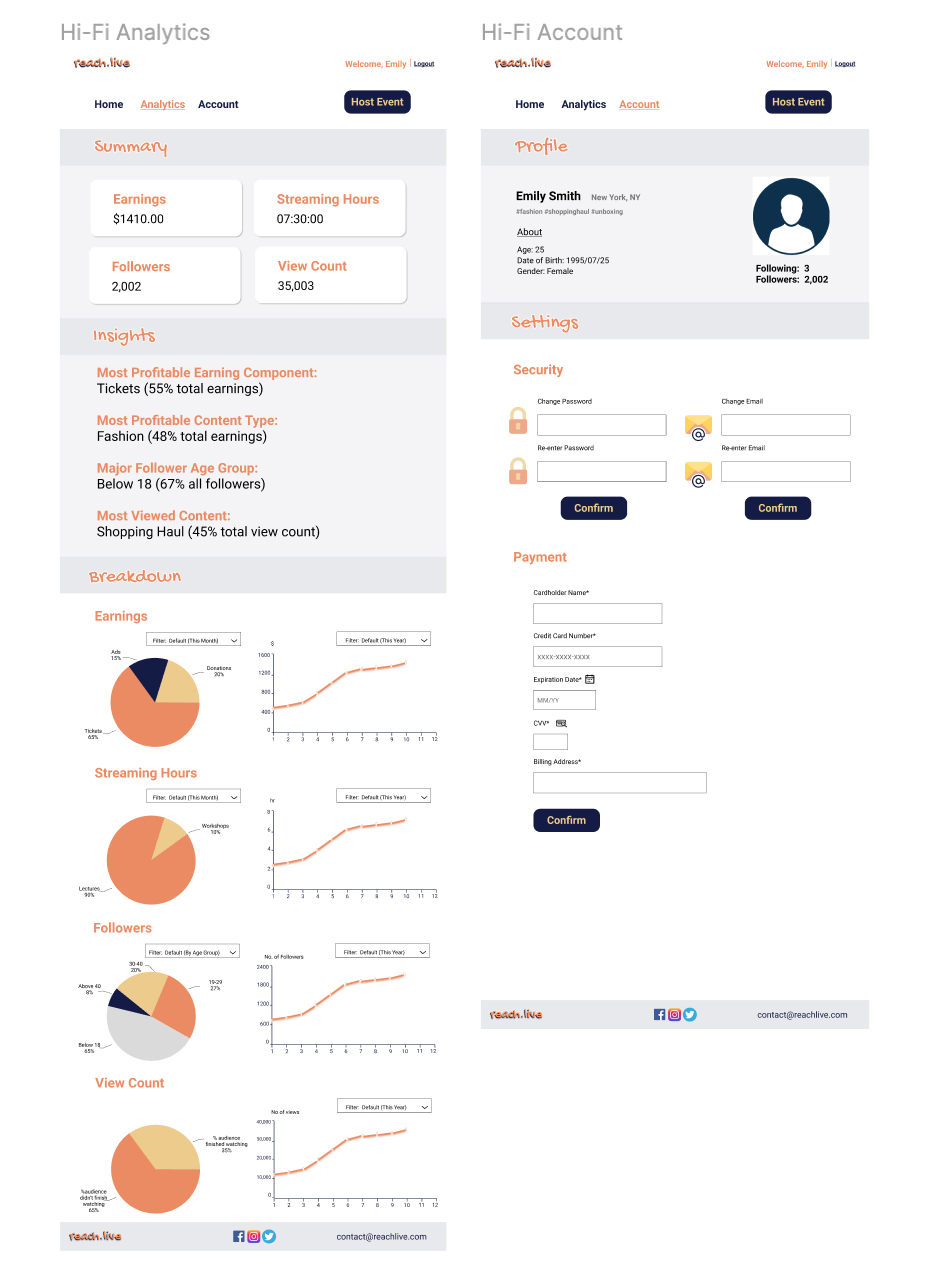 Hi-Fi Analytics
reach.live
Welcome, Emily | Logout
Home Analytics Account
Host Event
Summary
Earnings
$1410.00
Streaming Hours
07:30:00
Followers
2,002
View Count
35,003
Insights
Most Profitable Earning Component:
Tickets (55% total earnings)
Most Profitable Content Type:
Fashion (48% total earnings)
Major Follower Age Group:
Below 18 (67% all followers)
Most Viewed Content:
Shopping Haul (45% total view count)
Breakdown
Earnings
Filter: Default (This Month)
Ads
15%
Donations
20%
Tickets
65%
Filter: Default (This Year)
$
1600
1200
800
400
0
1 2 3 4 5 6 7 8 9 10 11 12
Streaming Hours
Filter: Default (This Month)
Workshops
10%
Lectures
90%
Filter: Default (This Year)
hr
8
6
4
2
0
1 2 3 4 5 6 7 8 9 10 11 12
Followers
Filter: Default (By Age Group)
30-40
20%
Above 40
8%
19-29
27%
Below 18
65%
Filter: Default (This Year)
No. of Followers
2400
1800
1200
600
0
1 2 3 4 5 6 7 8 9 10 11 12
View Count
% audience
finished watching
35%
%audience
didn't finish
watching
65%
Filter: Default (This Year)
No of views
40,000
30,000
20,000
10,000
0
1 2 3 4 5 6 7 8 9 10 11 12
reach.live
contact@reachlive.com
Hi-Fi Account
reach.live
Welcome, Emily | Logout
Home Analytics Account
Host Event
Profile
Emily Smith New York, NY
#fashion #shoppinghaul #unboxing
About
Age: 25
Date of Birth: 1995/07/25
Gender: Female
Following: 3
Followers: 2,002
Settings
Security
Change Password
Re-enter Password
Confirm
Change Email
Re-enter Email
Confirm
Payment
Cardholder Name*
Credit Card Number*
xxxx-xxxx-xxxx
Expiration Date*
MM/YY
CVV*
Billing Address*
Confirm
reach.live
contact@reachlive.com